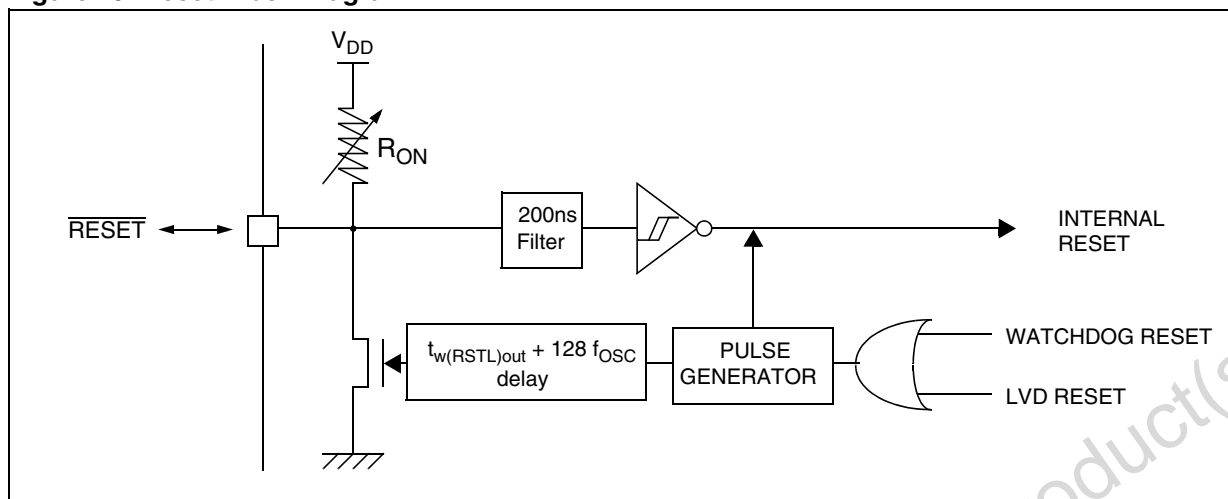 V_DD
R_ON
RESET
200ns
Filter
INTERNAL
RESET
t_w(RSTL)out + 128 f_OSC
delay
PULSE
GENERATOR
WATCHDOG RESET
LVD RESET